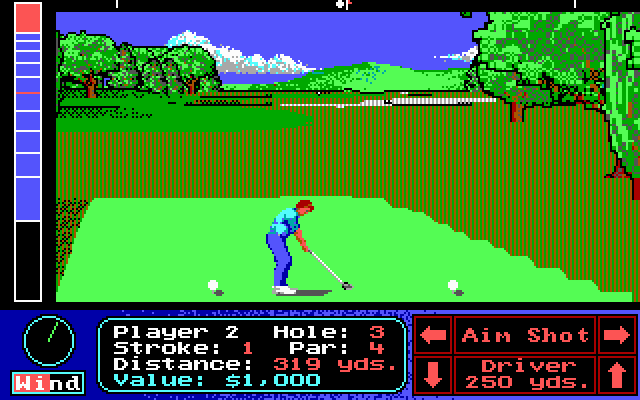 Player 2 Hole: 3
Stroke: 1 Par: 4
Distance: 319 yds.
Value: $1,000
Wind
Aim Shot
Driver
250 yds.